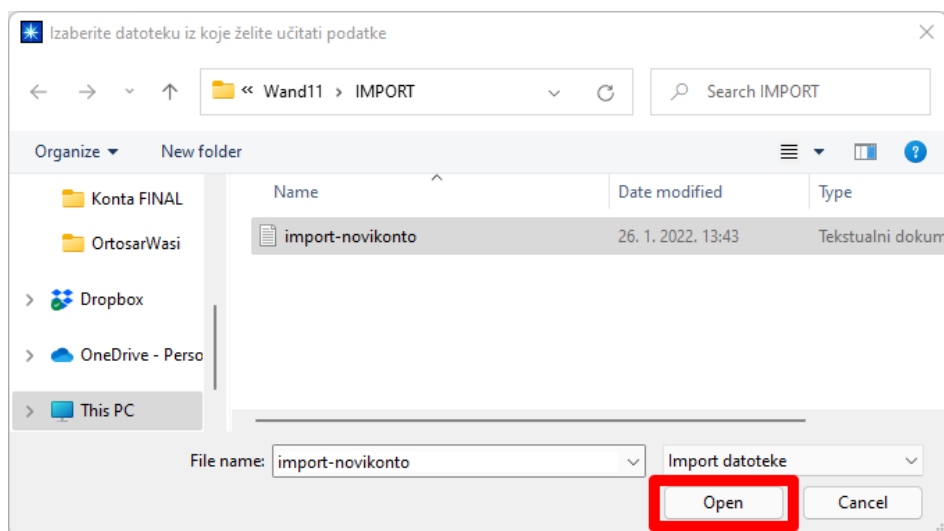 Izaberite datoteku iz koje želite učitati podatke
« Wand11 > IMPORT
Search IMPORT
Organize
New folder
Name
Date modified
Type
Konta FINAL
OrtosarWasi
Dropbox
OneDrive - Perso
This PC
import-novikonto
26. 1. 2022. 13:43
Tekstualni dokum
File name:
import-novikonto
Import datoteke
Open
Cancel